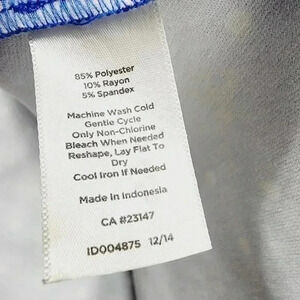 85% Polyester
10% Rayon
5% Spandex
Machine Wash Cold
Gentle Cycle
Only Non-Chlorine
Bleach When Needed
Reshape, Lay Flat To
Dry
Cool Iron If Needed
Made in Indonesia
CA #23147
ID004875 12/14